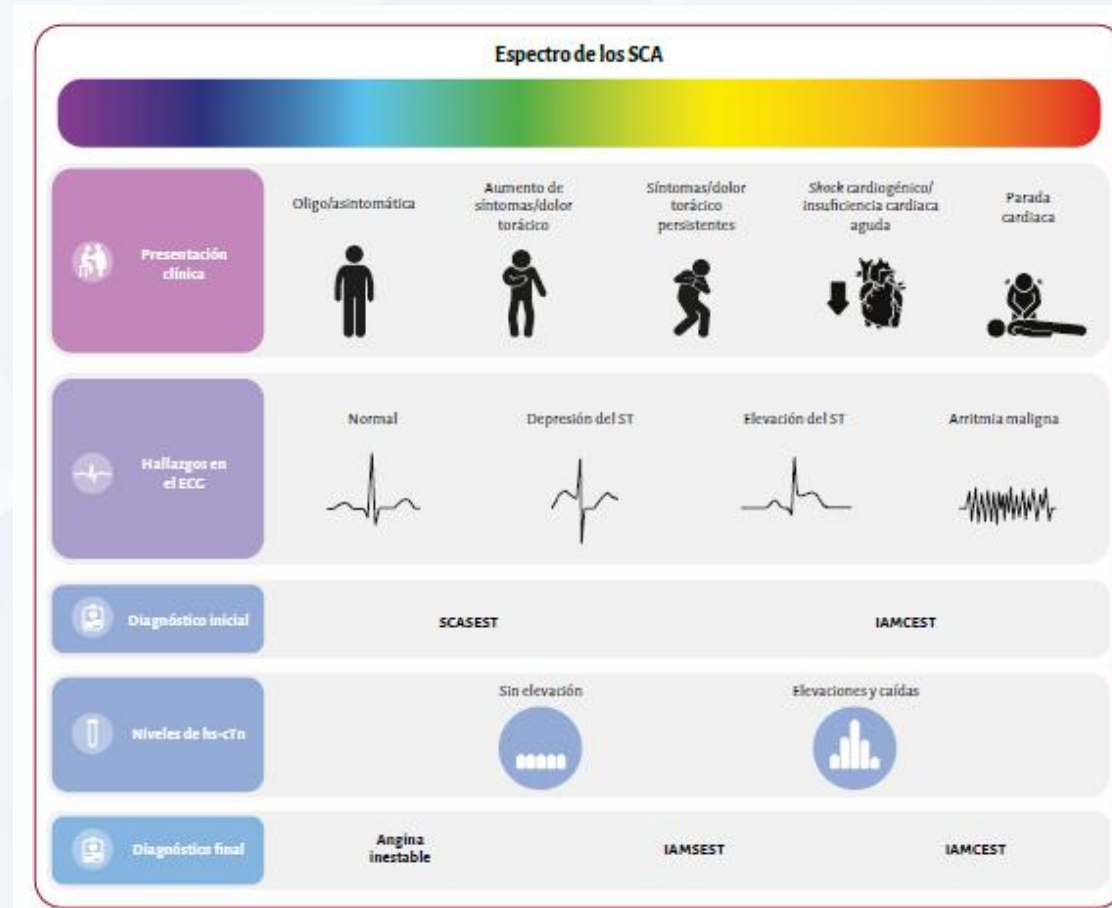 Espectro de los SCA
Presentación
clínica
Oligo/asintomática
Aumento de
síntomas/dolor
torácico
Síntomas/dolor
torácico
persistentes
Shock cardiogénico/
insuficiencia cardiaca
aguda
Parada
cardiaca
Hallazgos en
el ECG
Normal
Depresión del ST
Elevación del ST
Arritmia maligna
Diagnóstico inicial
SCASEST
IAMCEST
Niveles de hs-cTn
Sin elevación
Elevaciones y caídas
Diagnóstico final
Angina
inestable
IAMSEST
IAMCEST